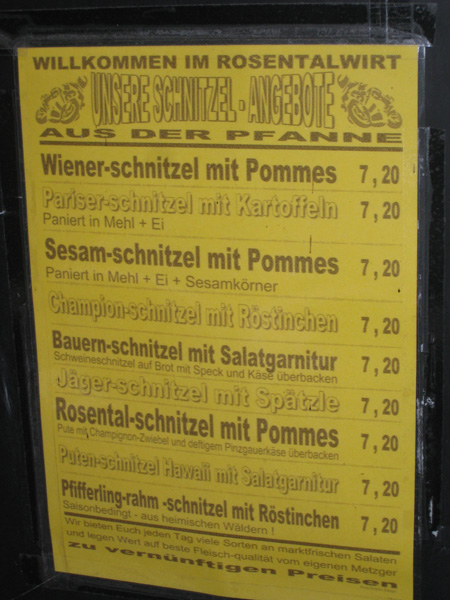 WILLKOMMEN IM ROSENTALWIRT
UNSERE SCHNITZEL - ANGEBOTE
AUS DER PFANNE
Wiener-schnitzel mit Pommes 7,20
Pariser-schnitzel mit Kartoffeln 7,20
Paniert in Mehl + Ei
Sesam-schnitzel mit Pommes 7,20
Paniert in Mehl + Ei + Sesamkörner
Champion-schnitzel mit Röstinchen 7,20
Bauern-schnitzel mit Salatgarnitur 7,20
Schweineschnitzel auf Brot mit Speck und Käse überbacken
Jäger-schnitzel mit Spätzle 7,20
Rosental-schnitzel mit Pommes 7,20
Pute mit Champignon-Zwiebel und deftigem Pinzgauerkäse überbacken
Puten-schnitzel Hawaii mit Salatgarnitur 7,20
Pfifferling-rahm -schnitzel mit Röstinchen 7,20
Saisonbedingt - aus heimischen Wäldern !
Wir bieten Euch jeden Tag viele Sorten an marktfrischen Salaten
und legen Wert auf beste Fleisch-qualität vom eigenen Metzger
zu vernünftigen Preisen